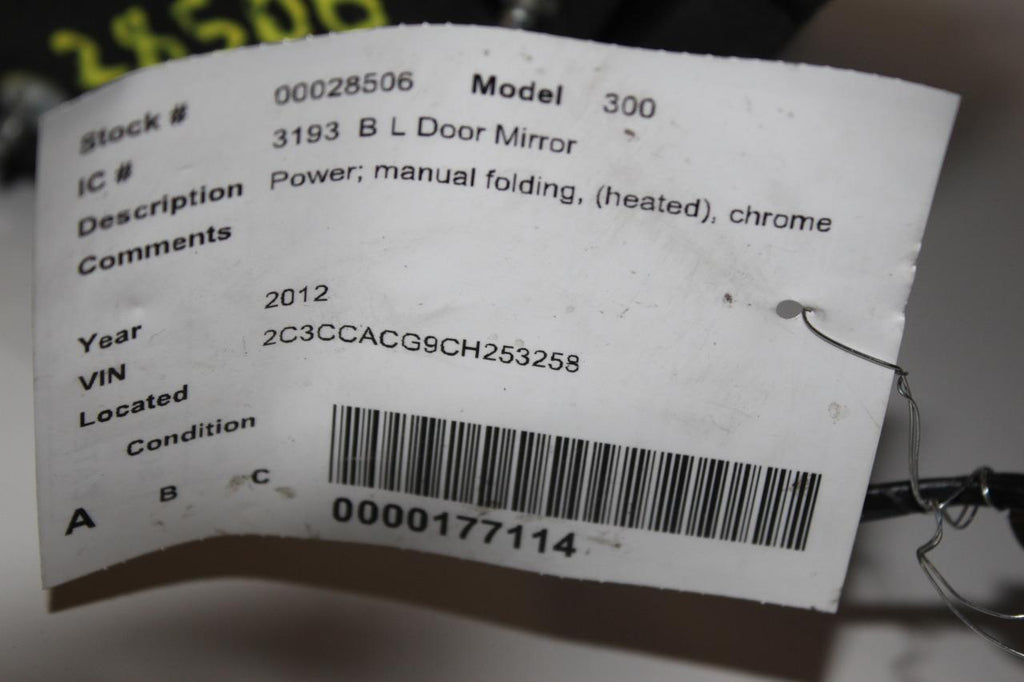 28506
Stock # 00028506 Model 300
IC # 3193 B L Door Mirror
Description Power; manual folding, (heated), chrome
Comments
Year 2012
VIN 2C3CCACG9CH253258
Located
Condition
A B C
0000177114